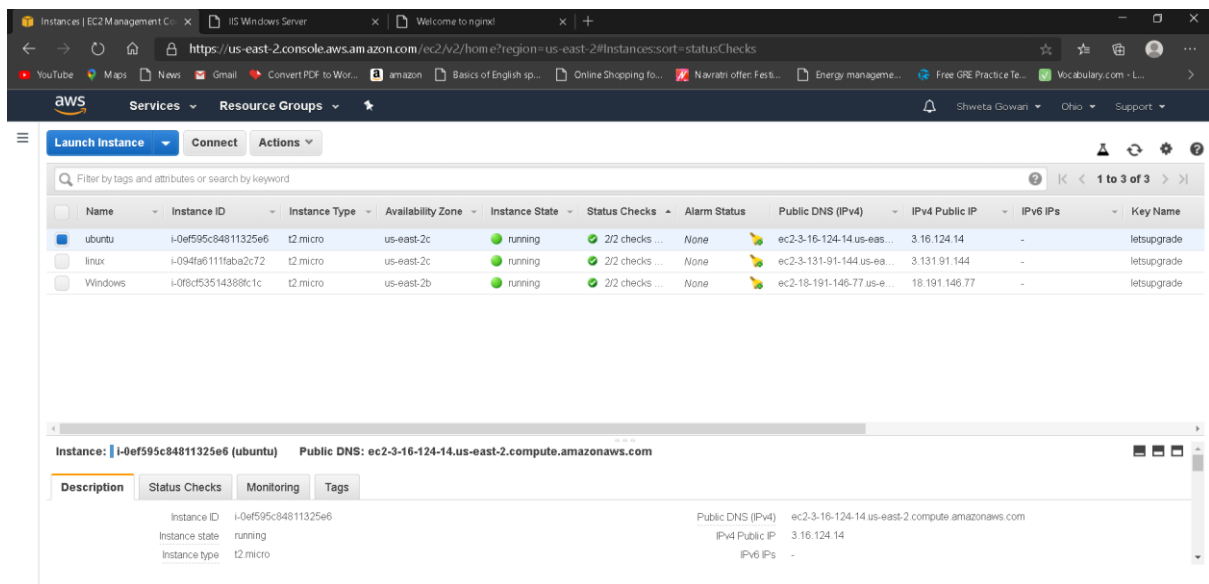 Instances | EC2 Management Co
IIS Windows Server
Welcome to nginx!
https://us-east-2.console.aws.amazon.com/ec2/v2/home?region=us-east-2#Instances:sort=statusChecks
YouTube Maps News Gmail Convert PDF to Wor... amazon Basics of English sp... Online Shopping fo... Navratri offer: Festi... Energy manageme... Free GRE Practice Te... Vocabulary.com - L...
aws Services Resource Groups Shweta Gowari Ohio Support
Launch Instance Connect Actions
Filter by tags and attributes or search by keyword 1 to 3 of 3
Name Instance ID Instance Type Availability Zone Instance State Status Checks Alarm Status Public DNS (IPv4) IPv4 Public IP IPv6 IPs Key Name
ubuntu i-0ef595c84811325e6 t2.micro us-east-2c running 2/2 checks ... None ec2-3-16-124-14.us-eas... 3.16.124.14 - letsupgrade
linux i-094fa6111faba2c72 t2.micro us-east-2c running 2/2 checks ... None ec2-3-131-91-144.us-ea... 3.131.91.144 - letsupgrade
Windows i-0f8cf53514388fc1c t2.micro us-east-2b running 2/2 checks ... None ec2-18-191-146-77.us-e... 18.191.146.77 - letsupgrade
Instance: i-0ef595c84811325e6 (ubuntu) Public DNS: ec2-3-16-124-14.us-east-2.compute.amazonaws.com
Description Status Checks Monitoring Tags
Instance ID i-0ef595c84811325e6 Public DNS (IPv4) ec2-3-16-124-14.us-east-2.compute.amazonaws.com
Instance state running IPv4 Public IP 3.16.124.14
Instance type t2.micro IPv6 IPs -